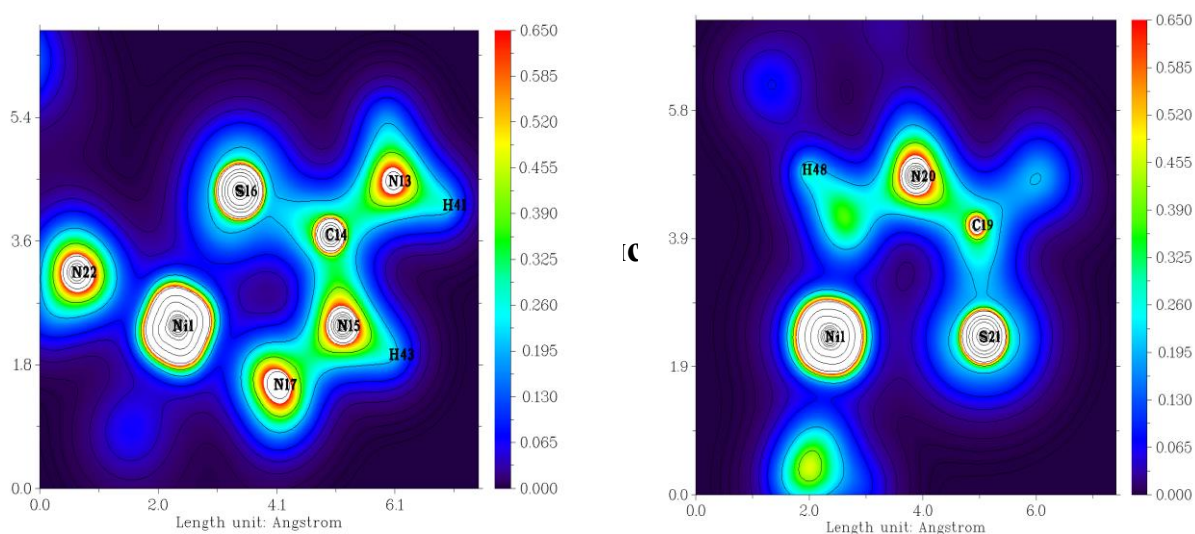 5.4
3.6
1.8
0.0
S16
N13
H41
C14
N22
Ni1
N15
H43
N17
0.0 2.0 4.1 6.1
Length unit: Angstrom
0.650
0.585
0.520
0.455
0.390
0.325
0.260
0.195
0.130
0.065
0.000
5.8
3.9
1.9
0.0
H48
N20
C19
Ni1
S21
0.0 2.0 4.0 6.0
Length unit: Angstrom
0.650
0.585
0.520
0.455
0.390
0.325
0.260
0.195
0.130
0.065
0.000